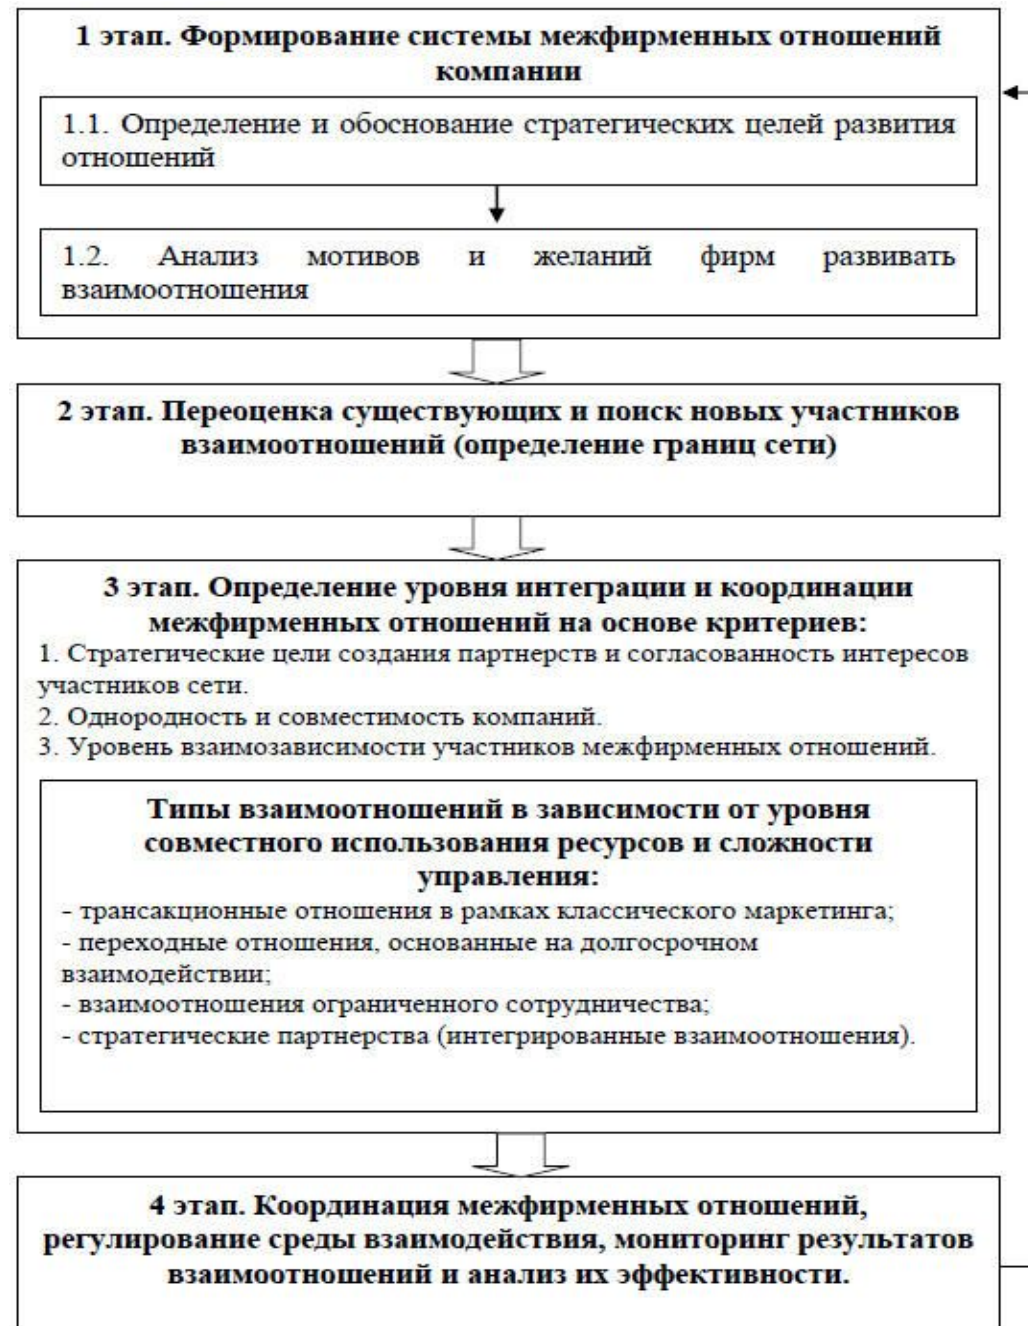 1 этап. Формирование системы межфирменных отношений
компании
1.1. Определение и обоснование стратегических целей развития
отношений
1.2. Анализ мотивов и желаний фирм развивать
взаимоотношения
2 этап. Переоценка существующих и поиск новых участников
взаимоотношений (определение границ сети)
3 этап. Определение уровня интеграции и координации
межфирменных отношений на основе критериев:
1. Стратегические цели создания партнерств и согласованность интересов
участников сети.
2. Однородность и совместимость компаний.
3. Уровень взаимозависимости участников межфирменных отношений.
Типы взаимоотношений в зависимости от уровня
совместного использования ресурсов и сложности
управления:
- трансакционные отношения в рамках классического маркетинга;
- переходные отношения, основанные на долгосрочном
взаимодействии;
- взаимоотношения ограниченного сотрудничества;
- стратегические партнерства (интегрированные взаимоотношения).
4 этап. Координация межфирменных отношений,
регулирование среды взаимодействия, мониторинг результатов
взаимоотношений и анализ их эффективности.